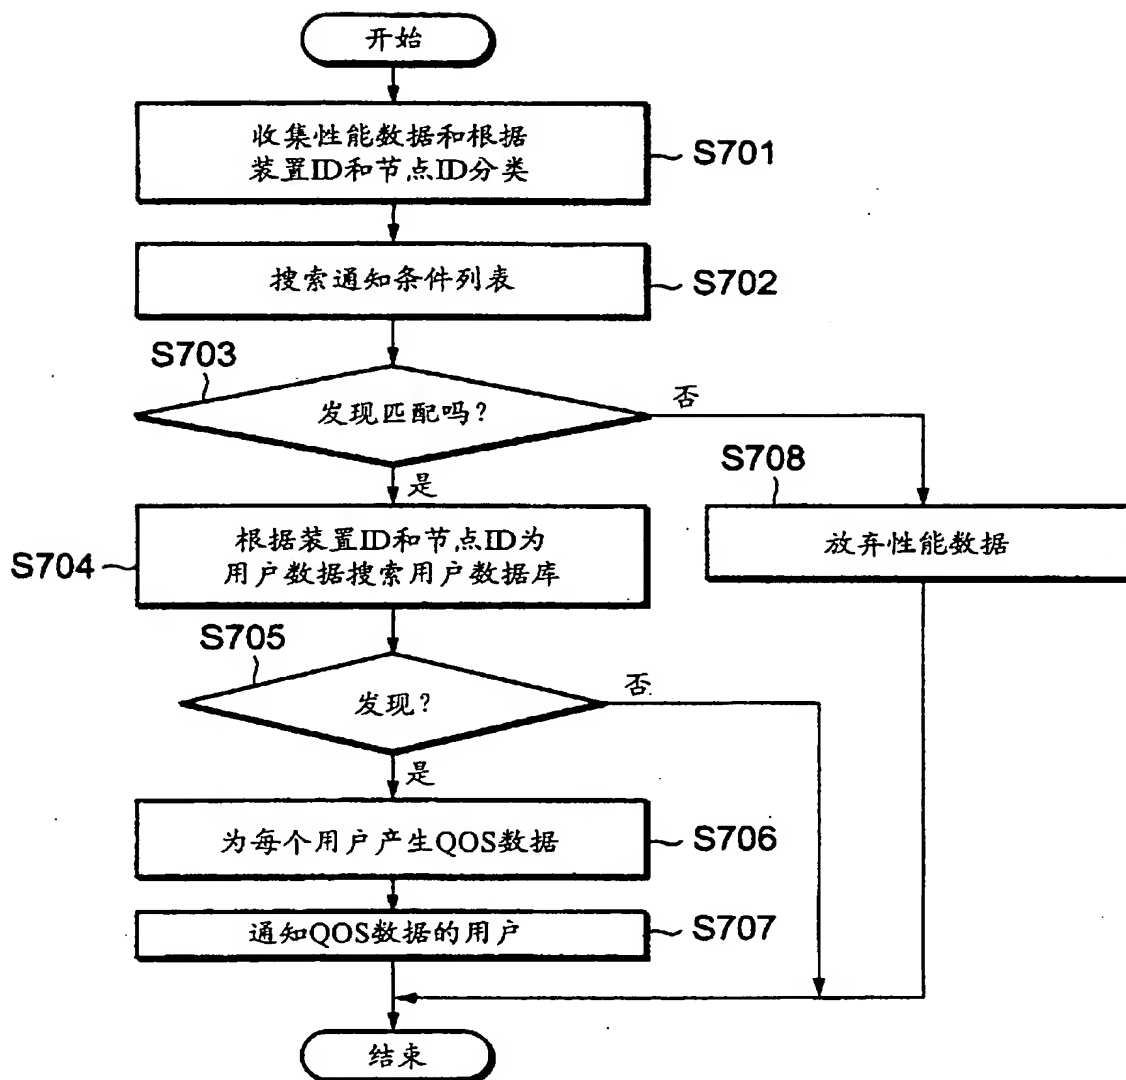 开始
收集性能数据和根据
装置ID和节点ID分类
S701
搜索通知条件列表
S702
S703
发现匹配吗?
否
是
S708
放弃性能数据
根据装置ID和节点ID为
用户数据搜索用户数据库
S704
S705
发现?
否
是
为每个用户产生QOS数据
S706
通知QOS数据的用户
S707
结束